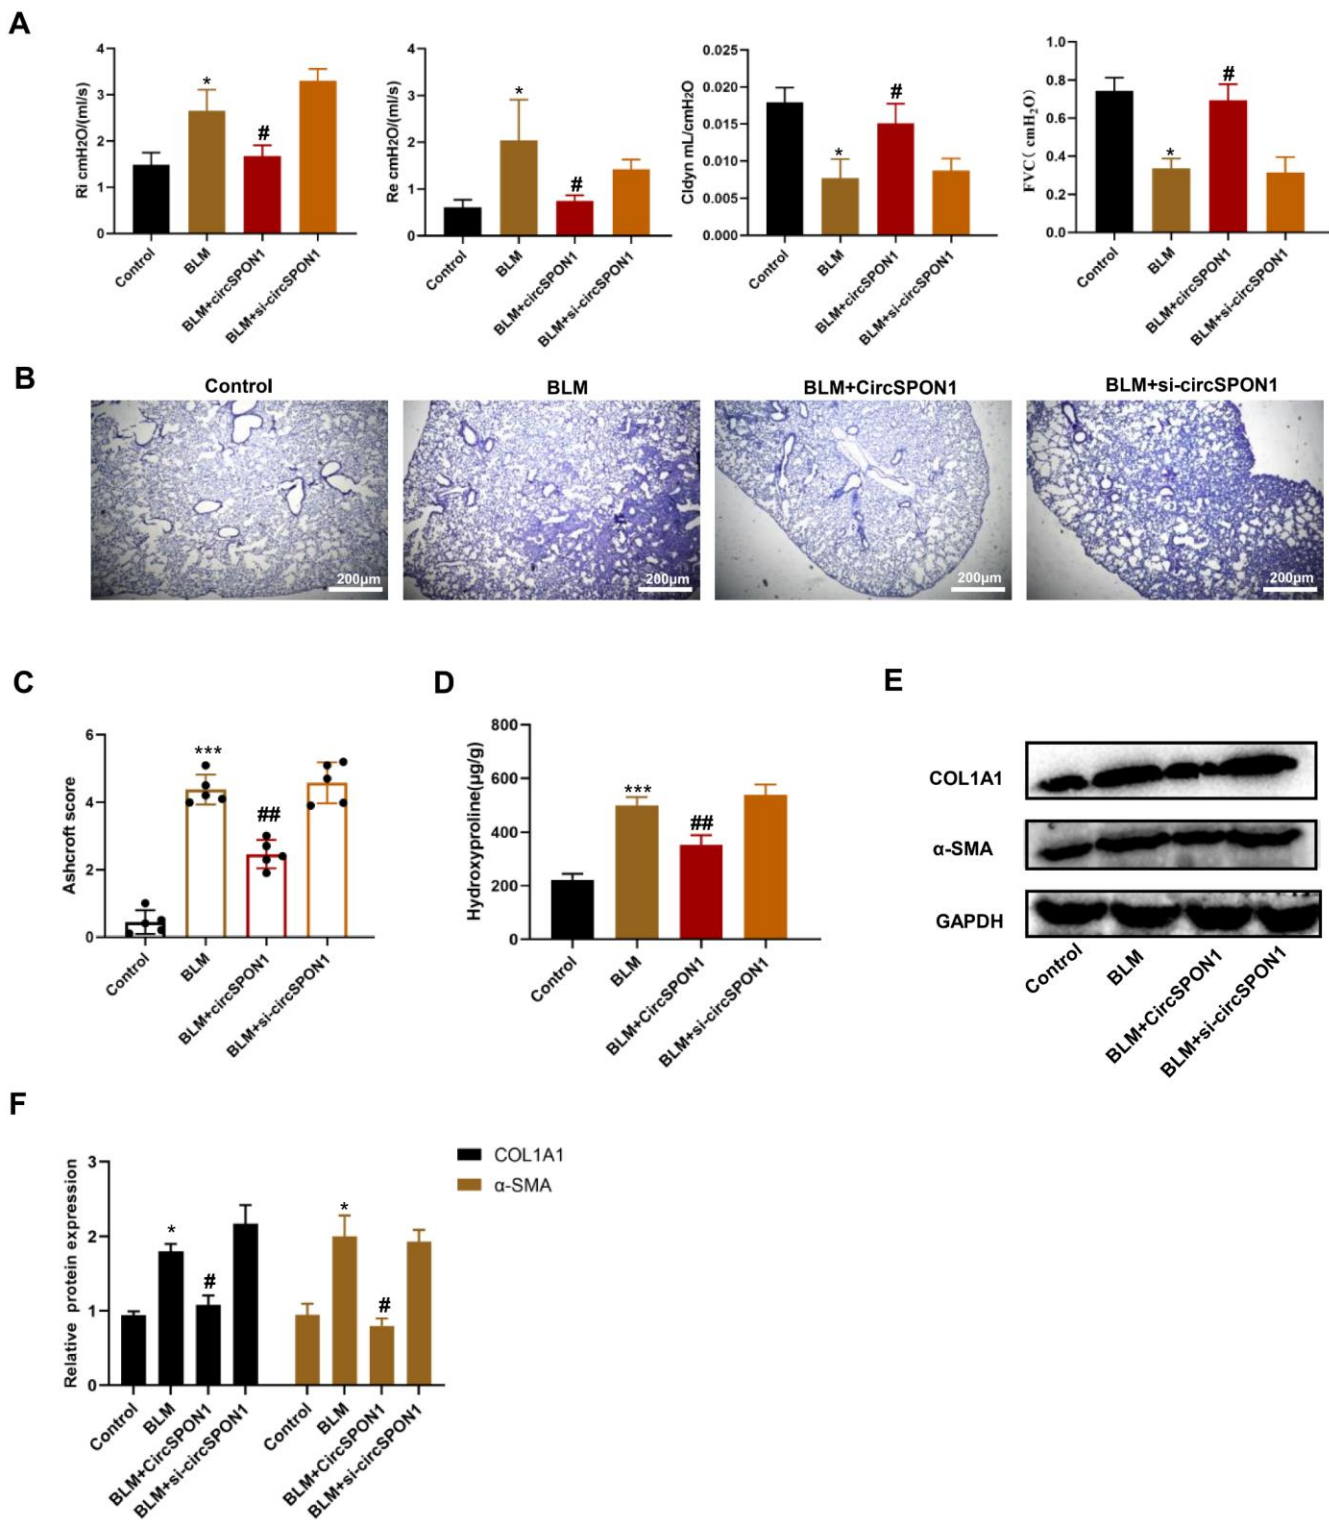 A
Ri cmH2O/(ml/s)
4
3
2
1
0
*
#
Control
BLM
BLM+circSPON1
BLM+si-circSPON1
Re cmH2O/(ml/s)
4
3
2
1
0
*
#
Control
BLM
BLM+circSPON1
BLM+si-circSPON1
Cldyn mL/cmH2O
0.025
0.020
0.015
0.010
0.005
0.000
*
#
Control
BLM
BLM+circSPON1
BLM+si-circSPON1
FVC( cmH₂O)
1.0
0.8
0.6
0.4
0.2
0.0
*
#
Control
BLM
BLM+circSPON1
BLM+si-circSPON1
B
Control
BLM
BLM+CircSPON1
BLM+si-circSPON1
200μm
200μm
200μm
200μm
C
Ashcroft score
6
4
2
0
***
##
Control
BLM
BLM+circSPON1
BLM+si-circSPON1
D
Hydroxyproline(μg/g)
800
600
400
200
0
***
##
Control
BLM
BLM+CircSPON1
BLM+si-circSPON1
E
COL1A1
α-SMA
GAPDH
Control
BLM
BLM+CircSPON1
BLM+si-circSPON1
F
Relative protein expression
3
2
1
0
*
#
*
#
Control
BLM
BLM+CircSPON1
BLM+si-circSPON1
Control
BLM
BLM+CircSPON1
BLM+si-circSPON1
COL1A1
α-SMA